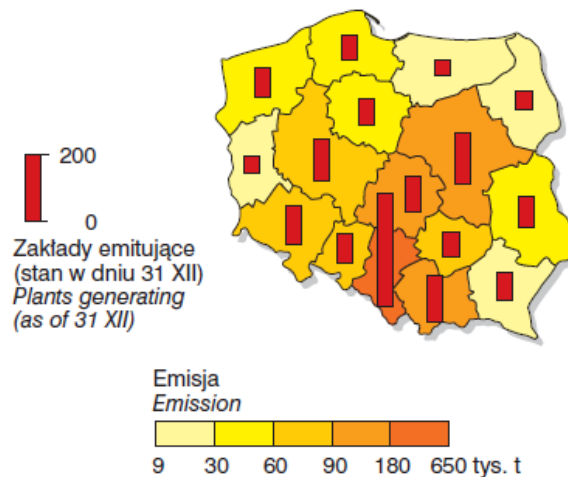 200
0
Zakłady emitujące
(stan w dniu 31 XII)
Plants generating
(as of 31 XII)
Emisja
Emission
9 30 60 90 180 650 tys. t